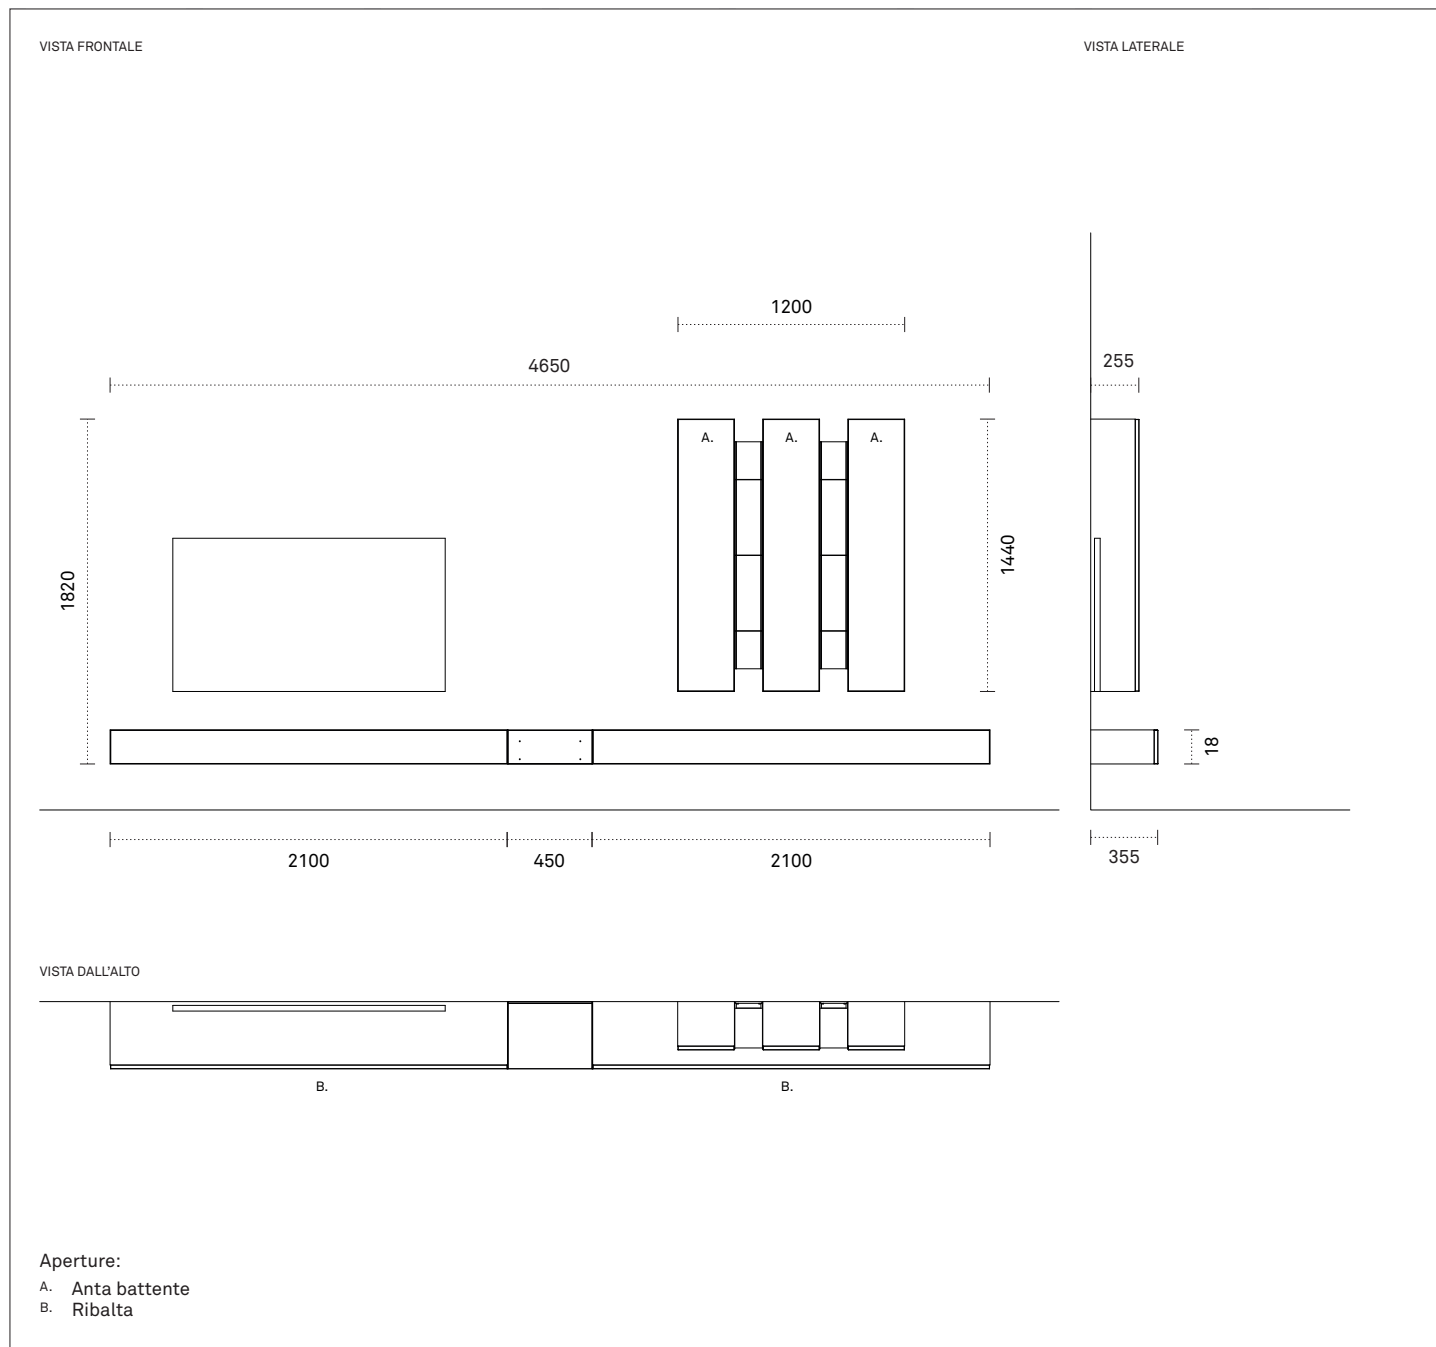 VISTA FRONTALE
VISTA LATERALE
1200
4650
255
A.
A.
A.
1820
1440
18
2100
450
2100
355
VISTA DALL'ALTO
B.
B.
Aperture:
A. Anta battente
B. Ribalta